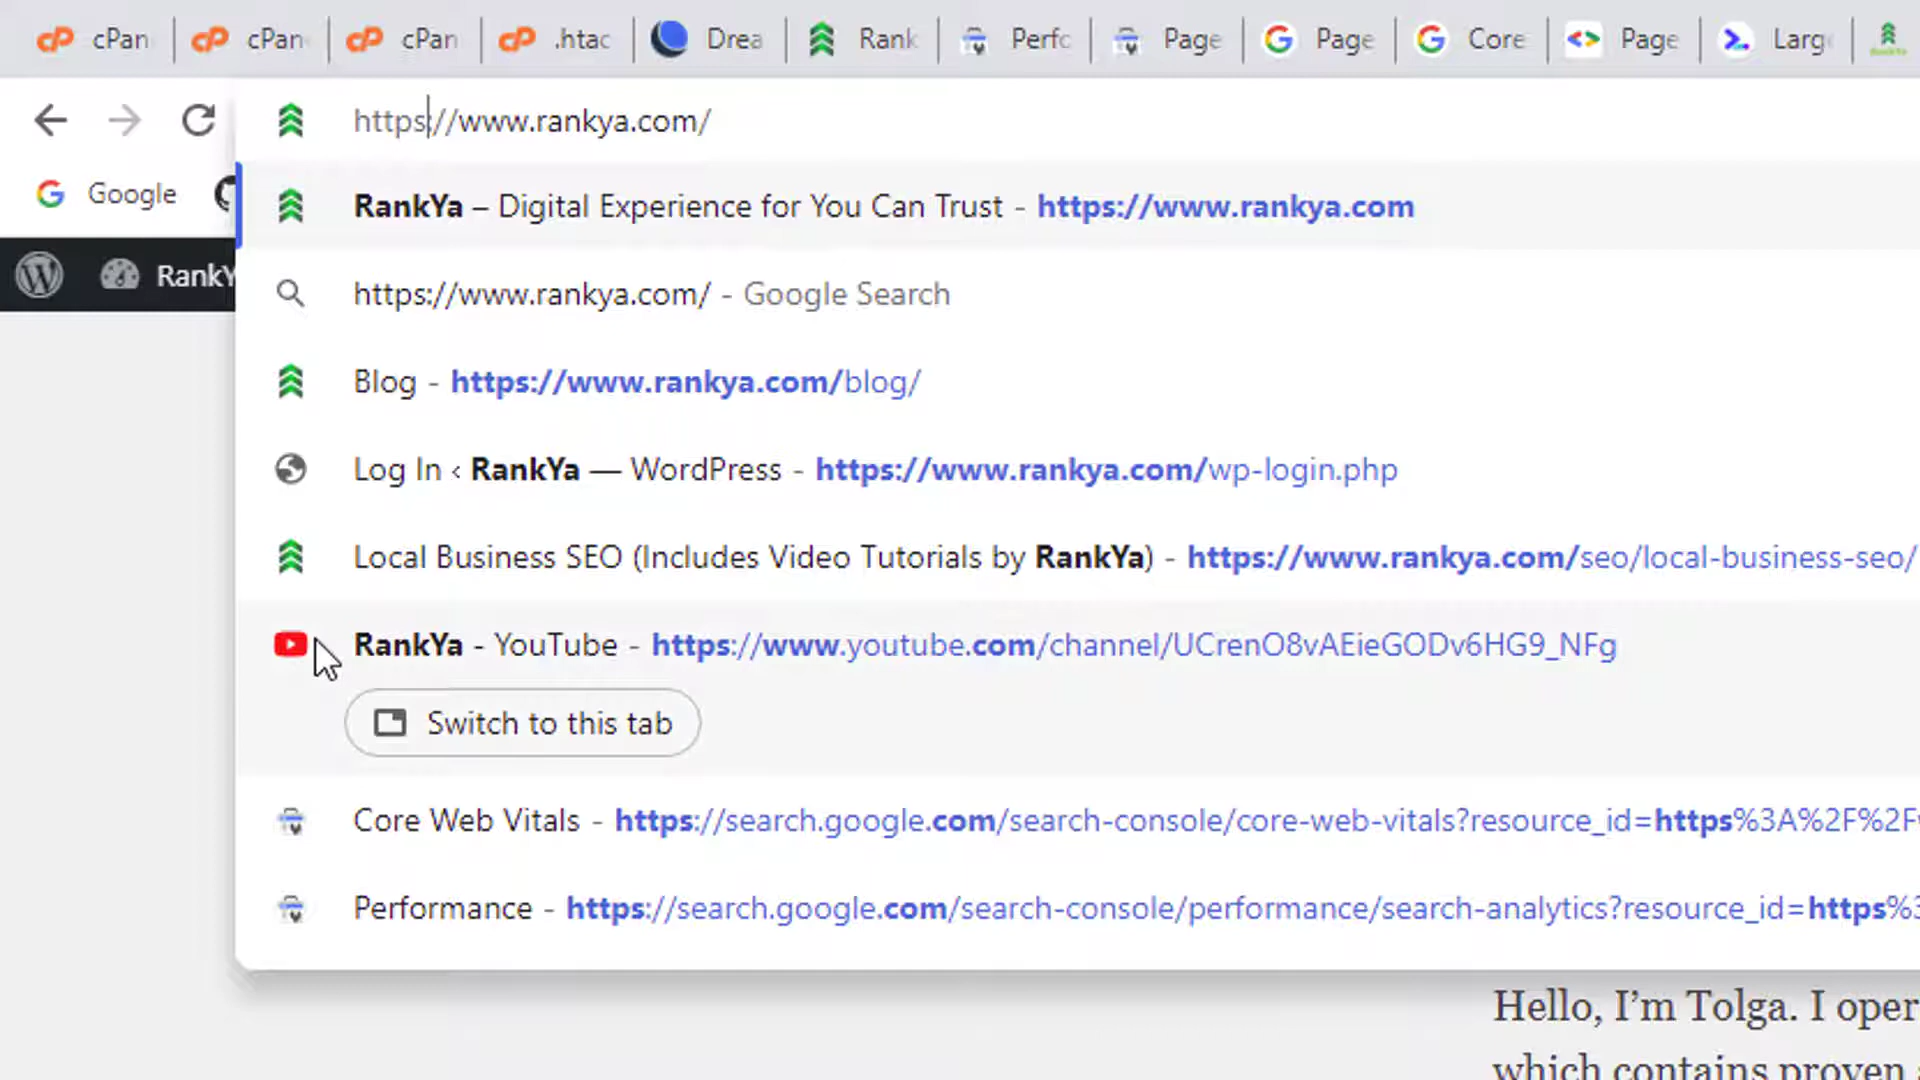 cPan cPan cPan .htac Drea Rank Perfo Page Page Core Page Larg
https://www.rankya.com/
Google
RankY
RankYa – Digital Experience for You Can Trust - https://www.rankya.com
https://www.rankya.com/ - Google Search
Blog - https://www.rankya.com/blog/
Log In ‹ RankYa — WordPress - https://www.rankya.com/wp-login.php
Local Business SEO (Includes Video Tutorials by RankYa) - https://www.rankya.com/seo/local-business-seo/
RankYa - YouTube - https://www.youtube.com/channel/UCrenO8vAEieGODv6HG9_NFg
Switch to this tab
Core Web Vitals - https://search.google.com/search-console/core-web-vitals?resource_id=https%3A%2F%2F
Performance - https://search.google.com/search-console/performance/search-analytics?resource_id=https%3
Hello, I’m Tolga. I oper
which contains proven